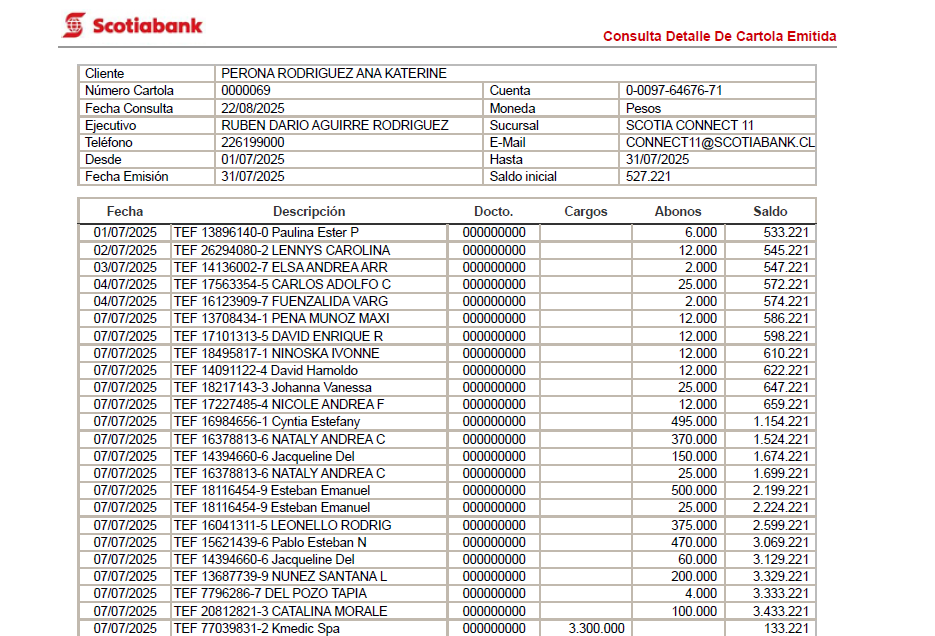 Scotiabank
Consulta Detalle De Cartola Emitida
Cliente PERONA RODRIGUEZ ANA KATERINE
Número Cartola 0000069 Cuenta 0-0097-64676-71
Fecha Consulta 22/08/2025 Moneda Pesos
Ejecutivo RUBEN DARIO AGUIRRE RODRIGUEZ Sucursal SCOTIA CONNECT 11
Teléfono 226199000 E-Mail CONNECT11@SCOTIABANK.CL
Desde 01/07/2025 Hasta 31/07/2025
Fecha Emisión 31/07/2025 Saldo inicial 527.221
Fecha Descripción Docto. Cargos Abonos Saldo
01/07/2025 TEF 13896140-0 Paulina Ester P 000000000 6.000 533.221
02/07/2025 TEF 26294080-2 LENNYS CAROLINA 000000000 12.000 545.221
03/07/2025 TEF 14136002-7 ELSA ANDREA ARR 000000000 2.000 547.221
04/07/2025 TEF 17563354-5 CARLOS ADOLFO C 000000000 25.000 572.221
04/07/2025 TEF 16123909-7 FUENZALIDA VARG 000000000 2.000 574.221
07/07/2025 TEF 13708434-1 PENA MUNOZ MAXI 000000000 12.000 586.221
07/07/2025 TEF 17101313-5 DAVID ENRIQUE R 000000000 12.000 598.221
07/07/2025 TEF 18495817-1 NINOSKA IVONNE 000000000 12.000 610.221
07/07/2025 TEF 14091122-4 David Harnoldo 000000000 12.000 622.221
07/07/2025 TEF 18217143-3 Johanna Vanessa 000000000 25.000 647.221
07/07/2025 TEF 17227485-4 NICOLE ANDREA F 000000000 12.000 659.221
07/07/2025 TEF 16984656-1 Cyntia Estefany 000000000 495.000 1.154.221
07/07/2025 TEF 16378813-6 NATALY ANDREA C 000000000 370.000 1.524.221
07/07/2025 TEF 14394660-6 Jacqueline Del 000000000 150.000 1.674.221
07/07/2025 TEF 16378813-6 NATALY ANDREA C 000000000 25.000 1.699.221
07/07/2025 TEF 18116454-9 Esteban Emanuel 000000000 500.000 2.199.221
07/07/2025 TEF 18116454-9 Esteban Emanuel 000000000 25.000 2.224.221
07/07/2025 TEF 16041311-5 LEONELLO RODRIG 000000000 375.000 2.599.221
07/07/2025 TEF 15621439-6 Pablo Esteban N 000000000 470.000 3.069.221
07/07/2025 TEF 14394660-6 Jacqueline Del 000000000 60.000 3.129.221
07/07/2025 TEF 13687739-9 NUNEZ SANTANA L 000000000 200.000 3.329.221
07/07/2025 TEF 7796286-7 DEL POZO TAPIA 000000000 4.000 3.333.221
07/07/2025 TEF 20812821-3 CATALINA MORALE 000000000 100.000 3.433.221
07/07/2025 TEF 77039831-2 Kmedic Spa 000000000 3.300.000 133.221